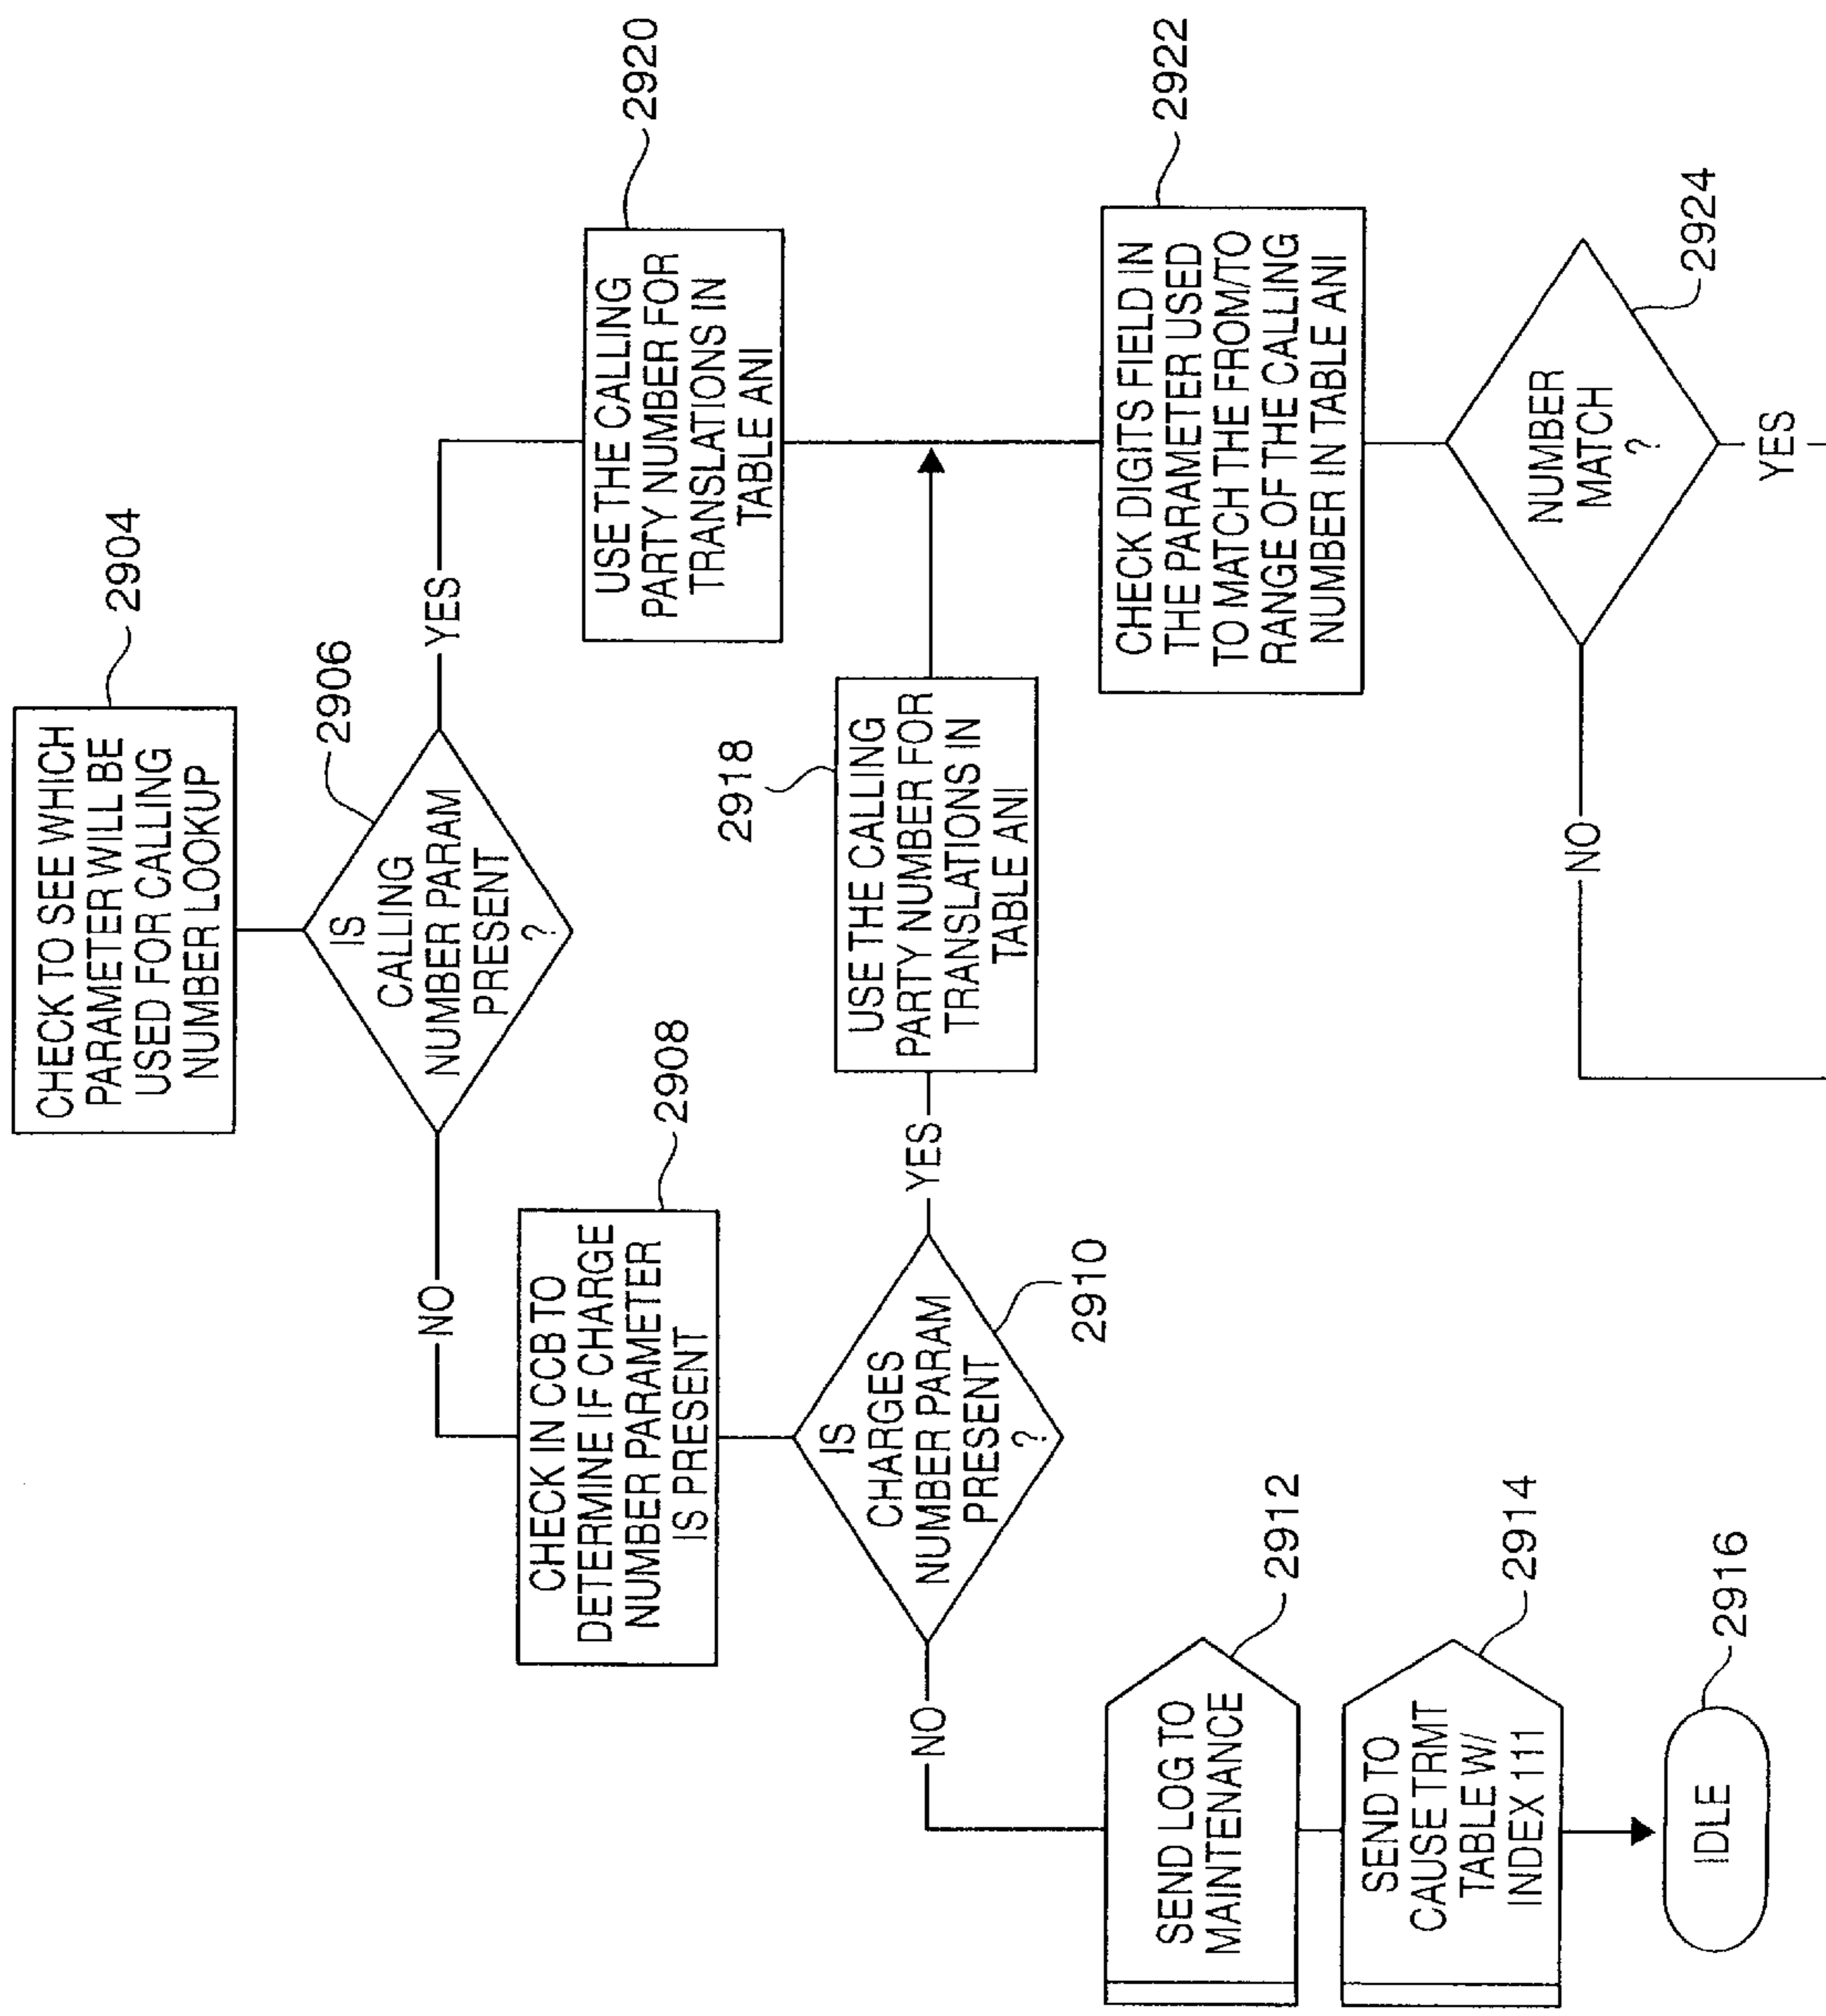 CHECK TO SEE WHICH
PARAMETER WILL BE
USED FOR CALLING
NUMBER LOOKUP
2904
IS
CALLING
NUMBER PARAM
PRESENT
?
2906
NO
YES
CHECK IN CCB TO
DETERMINE IF CHARGE
NUMBER PARAMETER
IS PRESENT
2908
USE THE CALLING
PARTY NUMBER FOR
TRANSLATIONS IN
TABLE ANI
2920
IS
CHARGES
NUMBER PARAM
PRESENT
?
2910
NO
YES
USE THE CALLING
PARTY NUMBER FOR
TRANSLATIONS IN
TABLE ANI
2918
SEND LOG TO
MAINTENANCE
2912
SEND TO
CAUSE TRMT
TABLE W/
INDEX 111
2914
IDLE
2916
CHECK DIGITS FIELD IN
THE PARAMETER USED
TO MATCH THE FROM/TO
RANGE OF THE CALLING
NUMBER IN TABLE ANI
2922
NUMBER
MATCH
?
2924
NO
YES